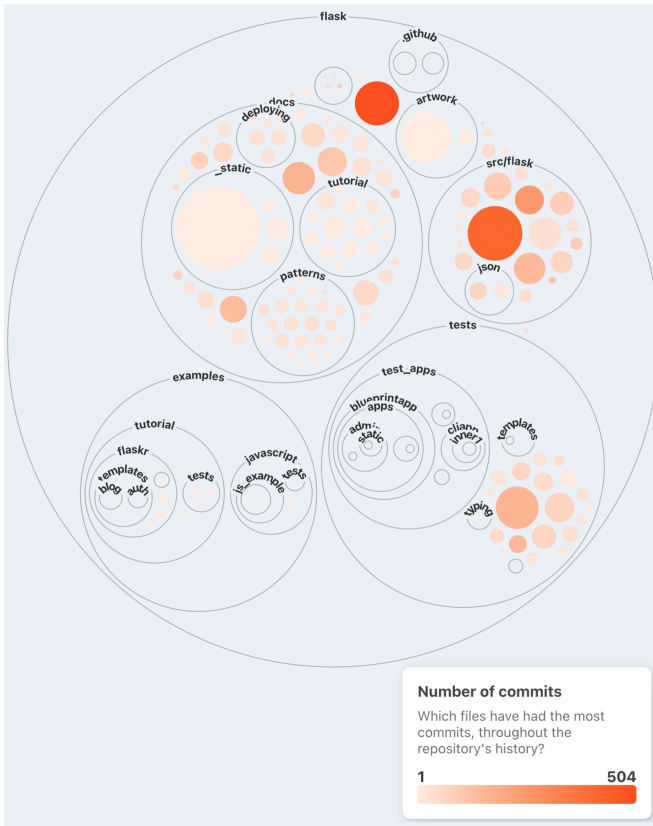 flask
.github
docs
deploying
artwork
_static
tutorial
src/flask
json
patterns
tests
examples
test_apps
blueprintapp
apps
static
inner1
templates
tutorial
flaskr
templates
blog
auth
tests
javascript
js_example
tests
typing
Number of commits
Which files have had the most
commits, throughout the
repository's history?
1 504